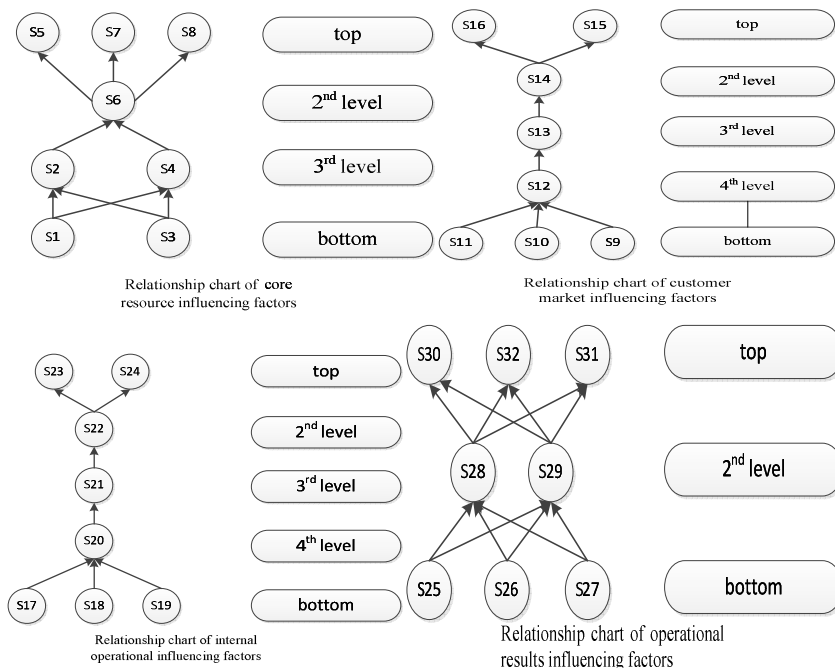 S5 S7 S8 top
S6 2nd level
S2 S4 3rd level
S1 S3 bottom
Relationship chart of core
resource influencing factors
S16 S15 top
S14 2nd level
S13 3rd level
S12 4th level
S11 S10 S9 bottom
Relationship chart of customer
market influencing factors
S23 S24 top
S22 2nd level
S21 3rd level
S20 4th level
S17 S18 S19 bottom
Relationship chart of internal
operational influencing factors
S30 S32 S31 top
S28 S29 2nd level
S25 S26 S27 bottom
Relationship chart of operational
results influencing factors